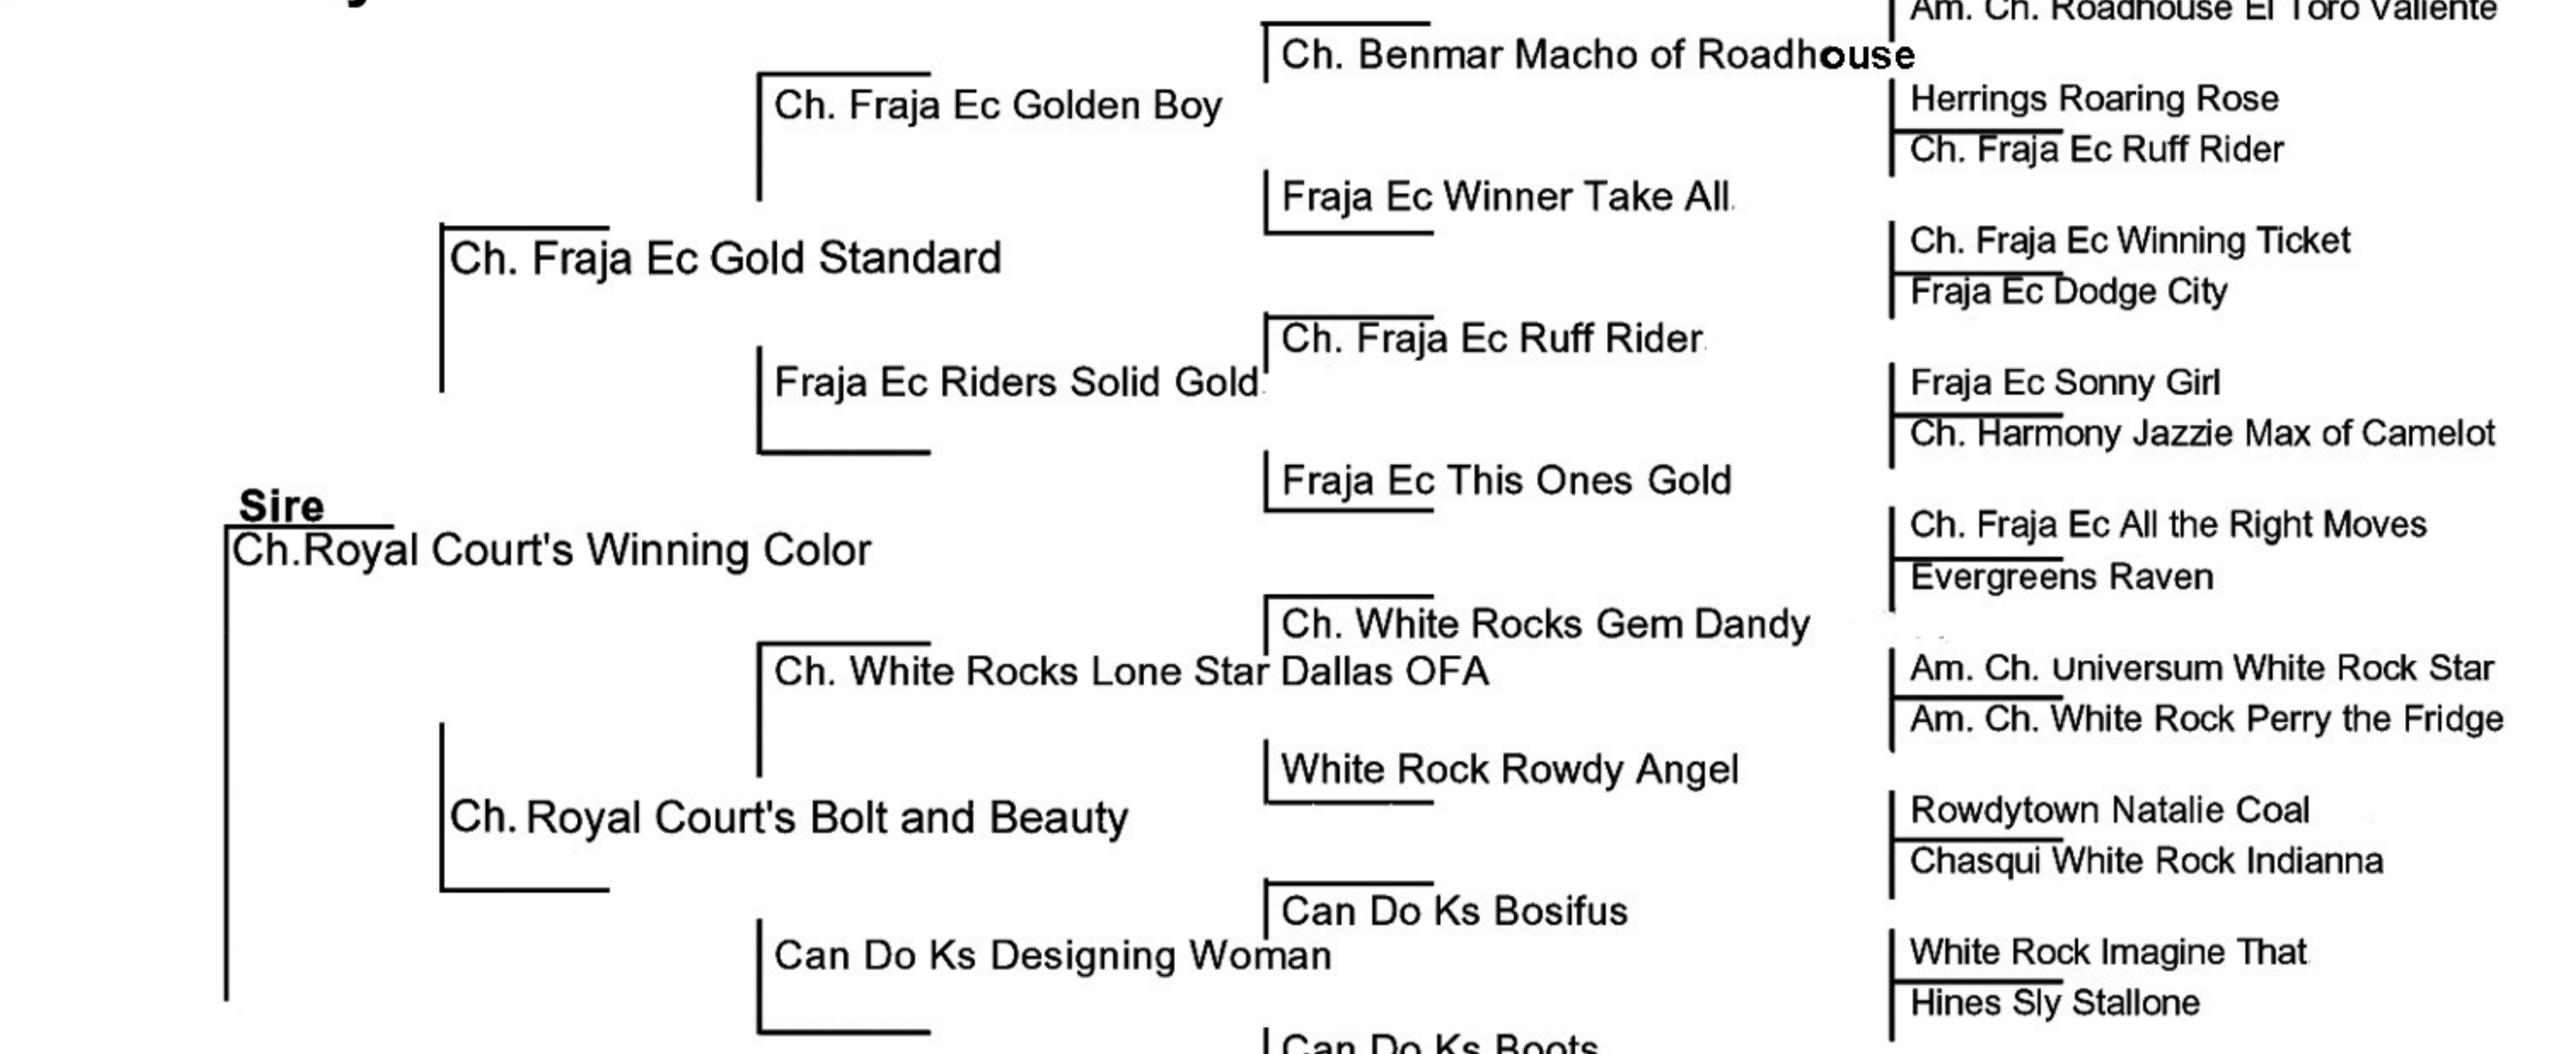 Am. Ch. Roadhouse El Toro Valiente
Ch. Benmar Macho of Roadhouse
Herrings Roaring Rose
Ch. Fraja Ec Golden Boy
Ch. Fraja Ec Ruff Rider
Fraja Ec Winner Take All
Ch. Fraja Ec Winning Ticket
Ch. Fraja Ec Gold Standard
Fraja Ec Dodge City
Ch. Fraja Ec Ruff Rider
Fraja Ec Riders Solid Gold
Fraja Ec Sonny Girl
Ch. Harmony Jazzie Max of Camelot
Fraja Ec This Ones Gold
Sire
Ch. Fraja Ec All the Right Moves
Ch.Royal Court's Winning Color
Evergreens Raven
Ch. White Rocks Gem Dandy
Am. Ch. Universum White Rock Star
Ch. White Rocks Lone Star Dallas OFA
Am. Ch. White Rock Perry the Fridge
White Rock Rowdy Angel
Rowdytown Natalie Coal
Ch. Royal Court's Bolt and Beauty
Chasqui White Rock Indianna
Can Do Ks Bosifus
White Rock Imagine That
Can Do Ks Designing Woman
Hines Sly Stallone
Can Do Ks Boots